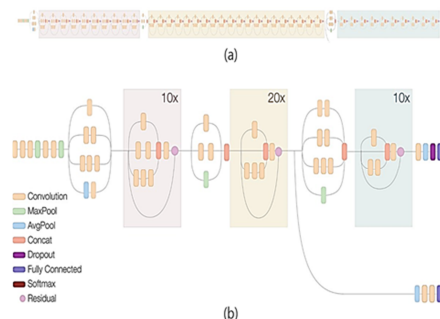 (a)
10x
20x
10x
Convolution
MaxPool
AvgPool
Concat
Dropout
Fully Connected
Softmax
Residual
(b)